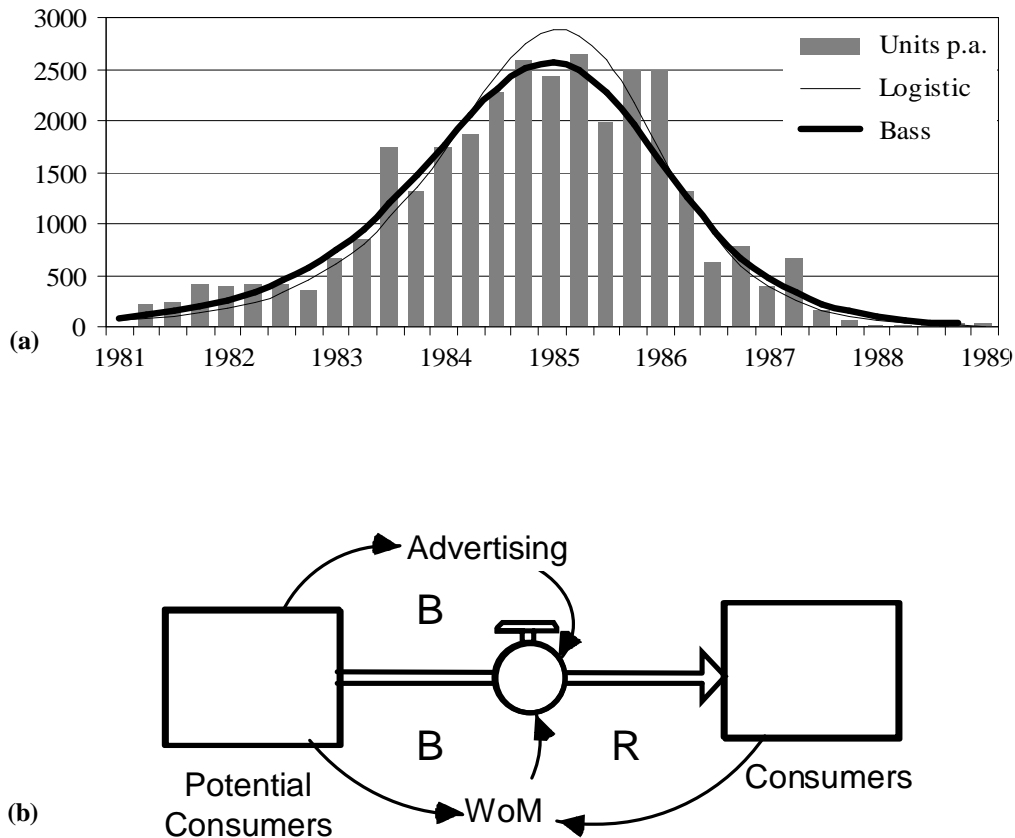 3000
2500
2000
1500
1000
500
0
Units p.a.
Logistic
Bass
(a)
1981 1982 1983 1984 1985 1986 1987 1988 1989
Advertising
B
B
R
Potential
Consumers
WoM
Consumers
(b)